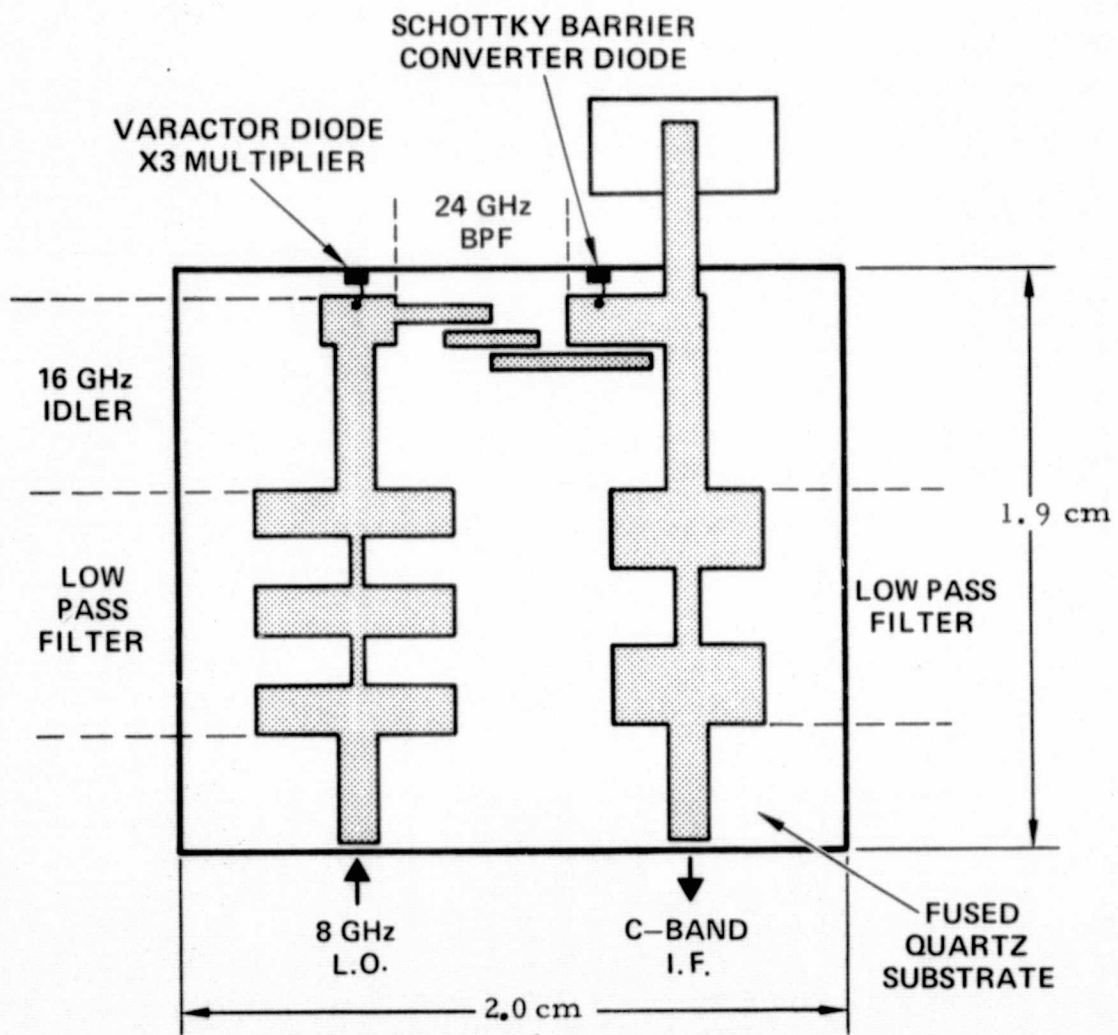 SCHOTTKY BARRIER
CONVERTER DIODE
VARACTOR DIODE
X3 MULTIPLIER
24 GHz
BPF
16 GHz
IDLER
1.9 cm
LOW
PASS
FILTER
LOW PASS
FILTER
8 GHz
L.O.
C-BAND
I.F.
FUSED
QUARTZ
SUBSTRATE
2.0 cm